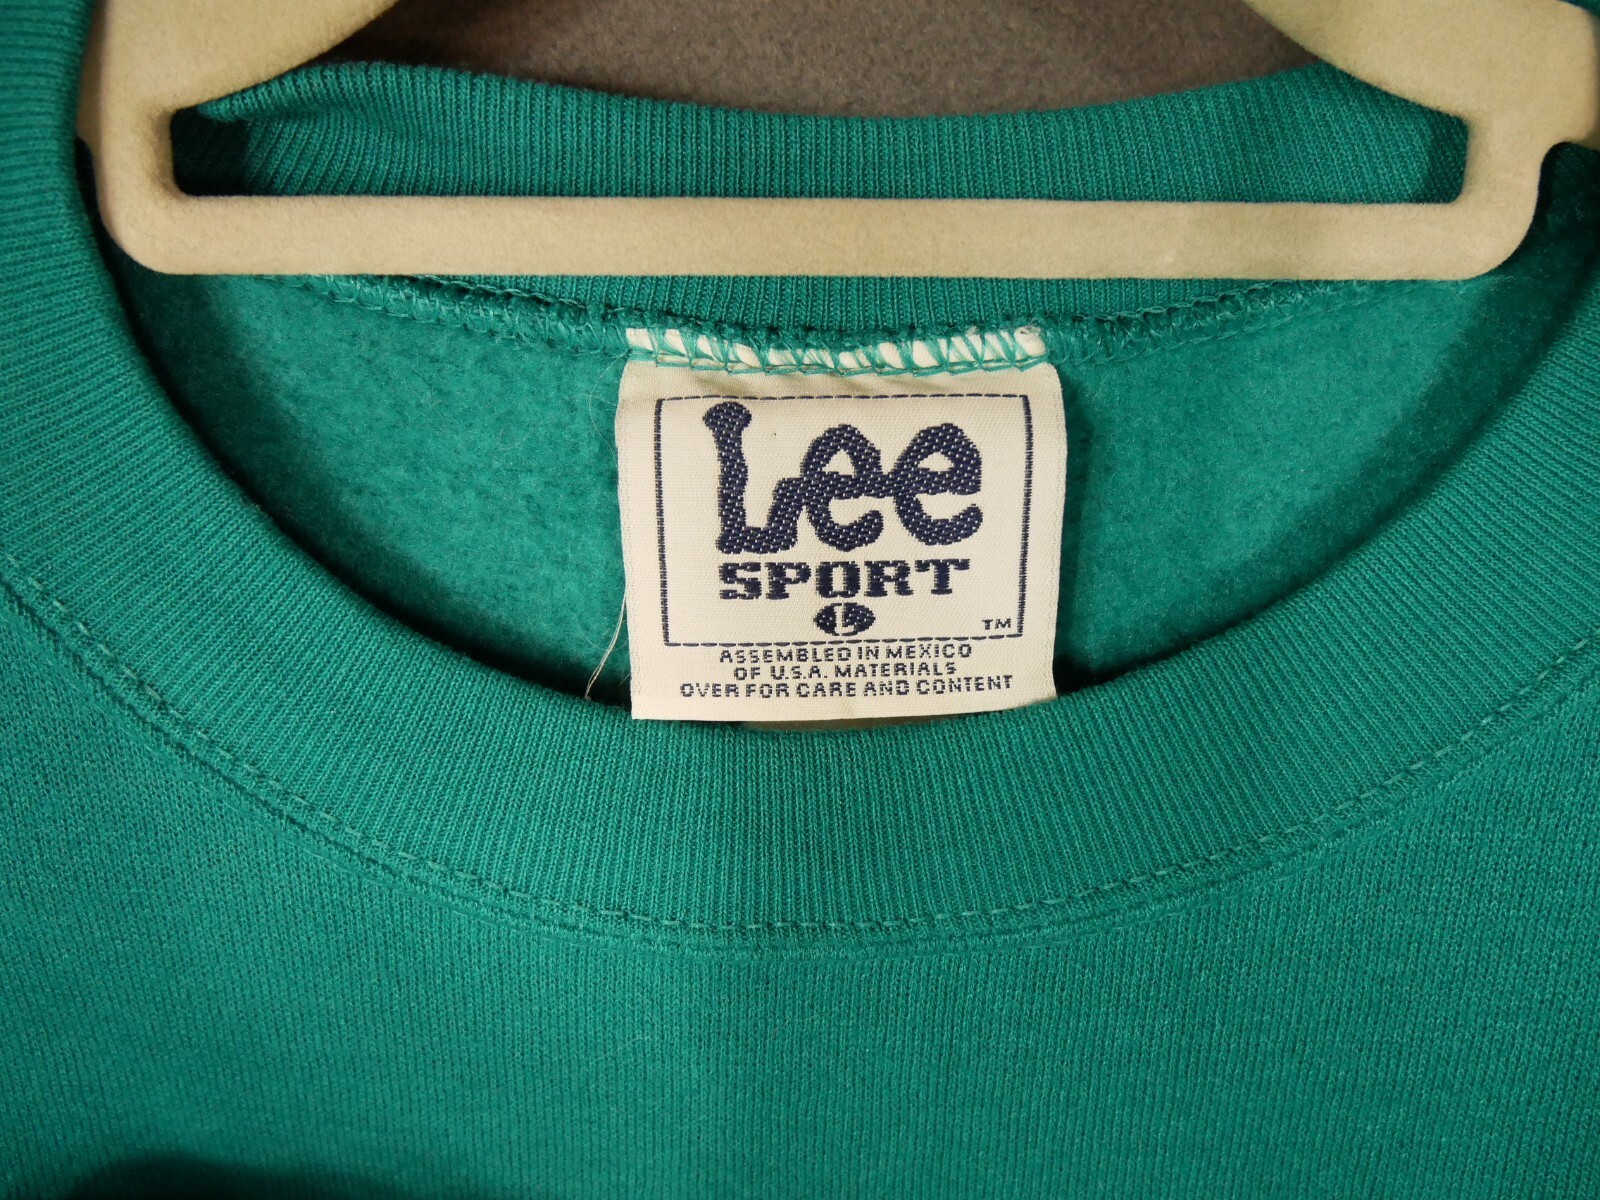 Lee
SPORT
L
TM
ASSEMBLED IN MEXICO
OF U.S.A. MATERIALS
OVER FOR CARE AND CONTENT